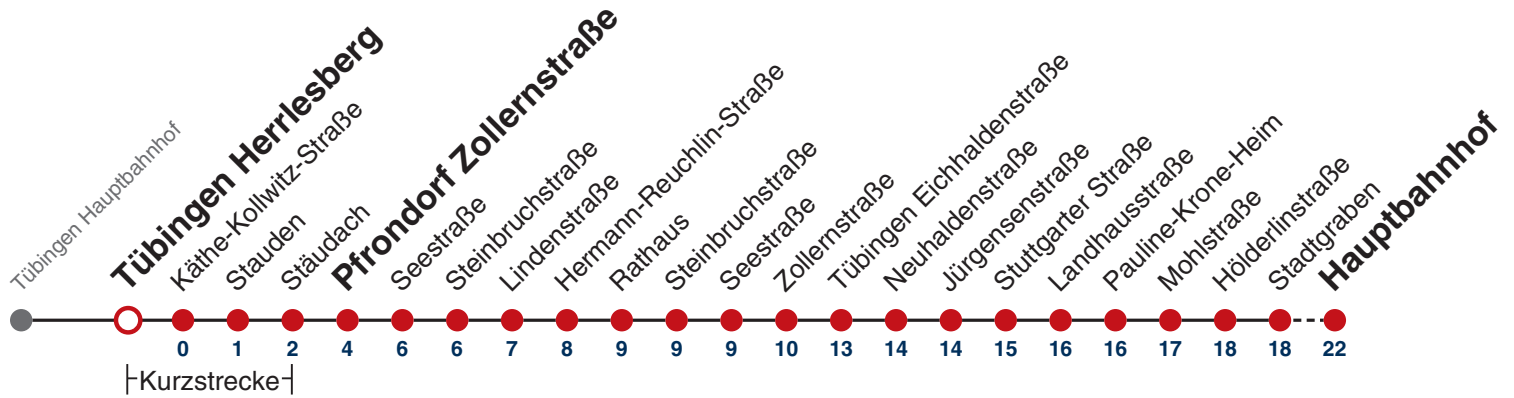 Tübingen Hauptbahnhof
Tübingen Herrlesberg
Käthe-Kollwitz-Straße
Stauden
Stäudach
Pfrondorf Zollernstraße
Seestraße
Steinbruchstraße
Lindenstraße
Hermann-Reuchlin-Straße
Rathaus
Steinbruchstraße
Seestraße
Zollernstraße
Tübingen Eichhaldenstraße
Neuhaldenstraße
Jürgensenstraße
Stuttgarter Straße
Landhausstraße
Pauline-Krone-Heim
Mohlstraße
Hölderlinstraße
Stadtgraben
Hauptbahnhof
0 1 2 4 6 6 7 8 9 9 9 10 13 14 14 15 16 16 17 18 18 22
Kurzstrecke